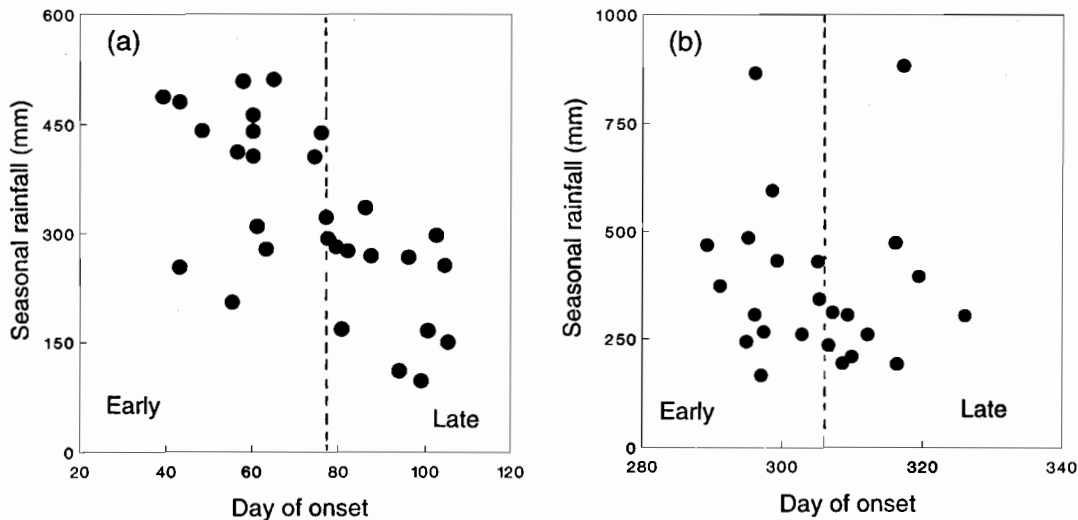 (a)
Seasonal rainfall (mm)
600
450
300
150
0
Early
Late
20
40
60
80
100
120
Day of onset
(b)
Seasonal rainfall (mm)
1000
750
500
250
0
Early
Late
280
300
320
340
Day of onset